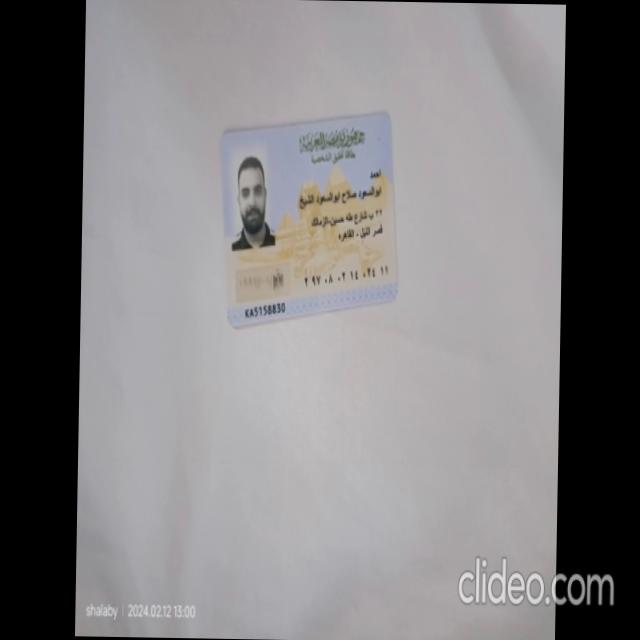 جمهورية مصر العربية
بطاقة تحقيق الشخصية
احمد
ابوالسعود صلاح ابوالسعود الشيخ
٢٢ ب شارع طه حسين-الزمالك
قصر النيل - القاهره
٢٩٧٠٨٠٢١٤٠٢٤١١
KA5158830
shalaby | 2024.02.12 13:00
clideo.com